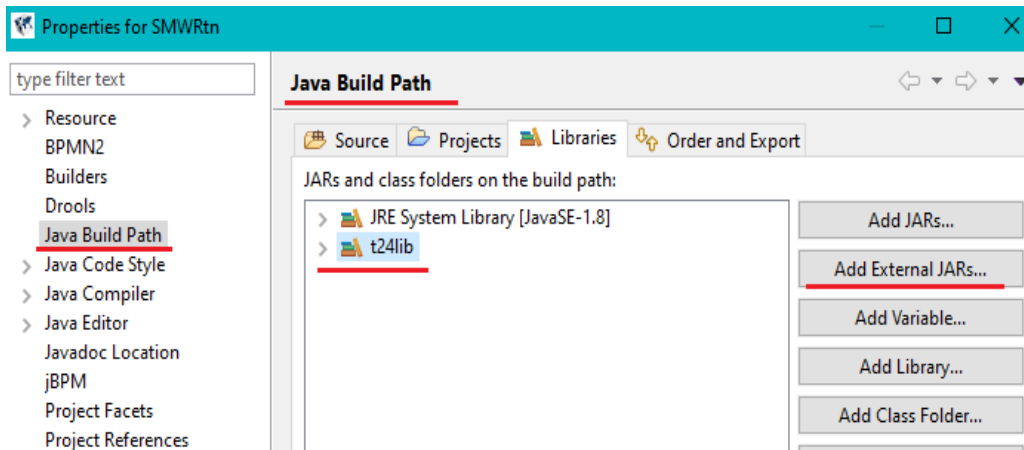 Properties for SMWRtn
type filter text
Resource
BPMN2
Builders
Drools
Java Build Path
Java Code Style
Java Compiler
Java Editor
Javadoc Location
jBPM
Project Facets
Project References
Java Build Path
Source Projects Libraries Order and Export
JARs and class folders on the build path:
JRE System Library [JavaSE-1.8]
t24lib
Add JARs...
Add External JARs...
Add Variable...
Add Library...
Add Class Folder...